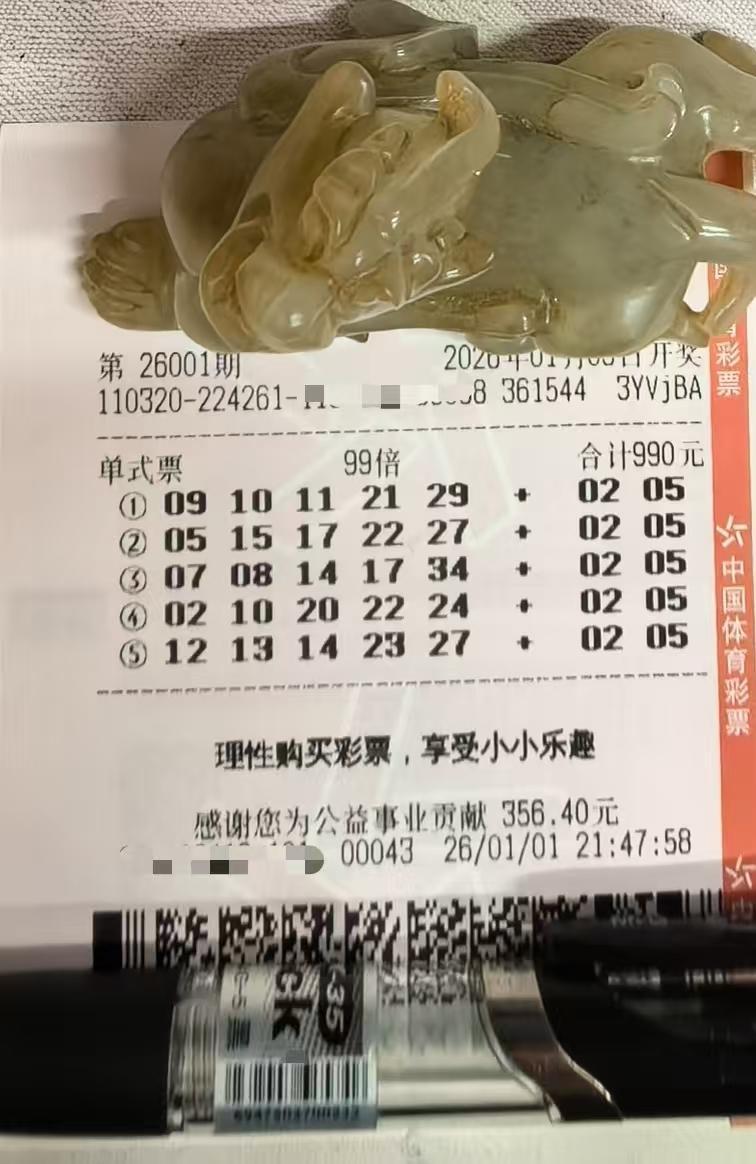 第 26001期
110320-224261-
8 361544 3YVjBA
单式票 99倍 合计990元
① 09 10 11 21 29 + 02 05
② 05 15 17 22 27 + 02 05
③ 07 08 14 17 34 + 02 05
④ 02 10 20 22 24 + 02 05
⑤ 12 13 14 23 27 + 02 05
理性购买彩票，享受小小乐趣
感谢您为公益事业贡献 356.40元
00043 26/01/01 21:47:58
彩票
中国体育彩票